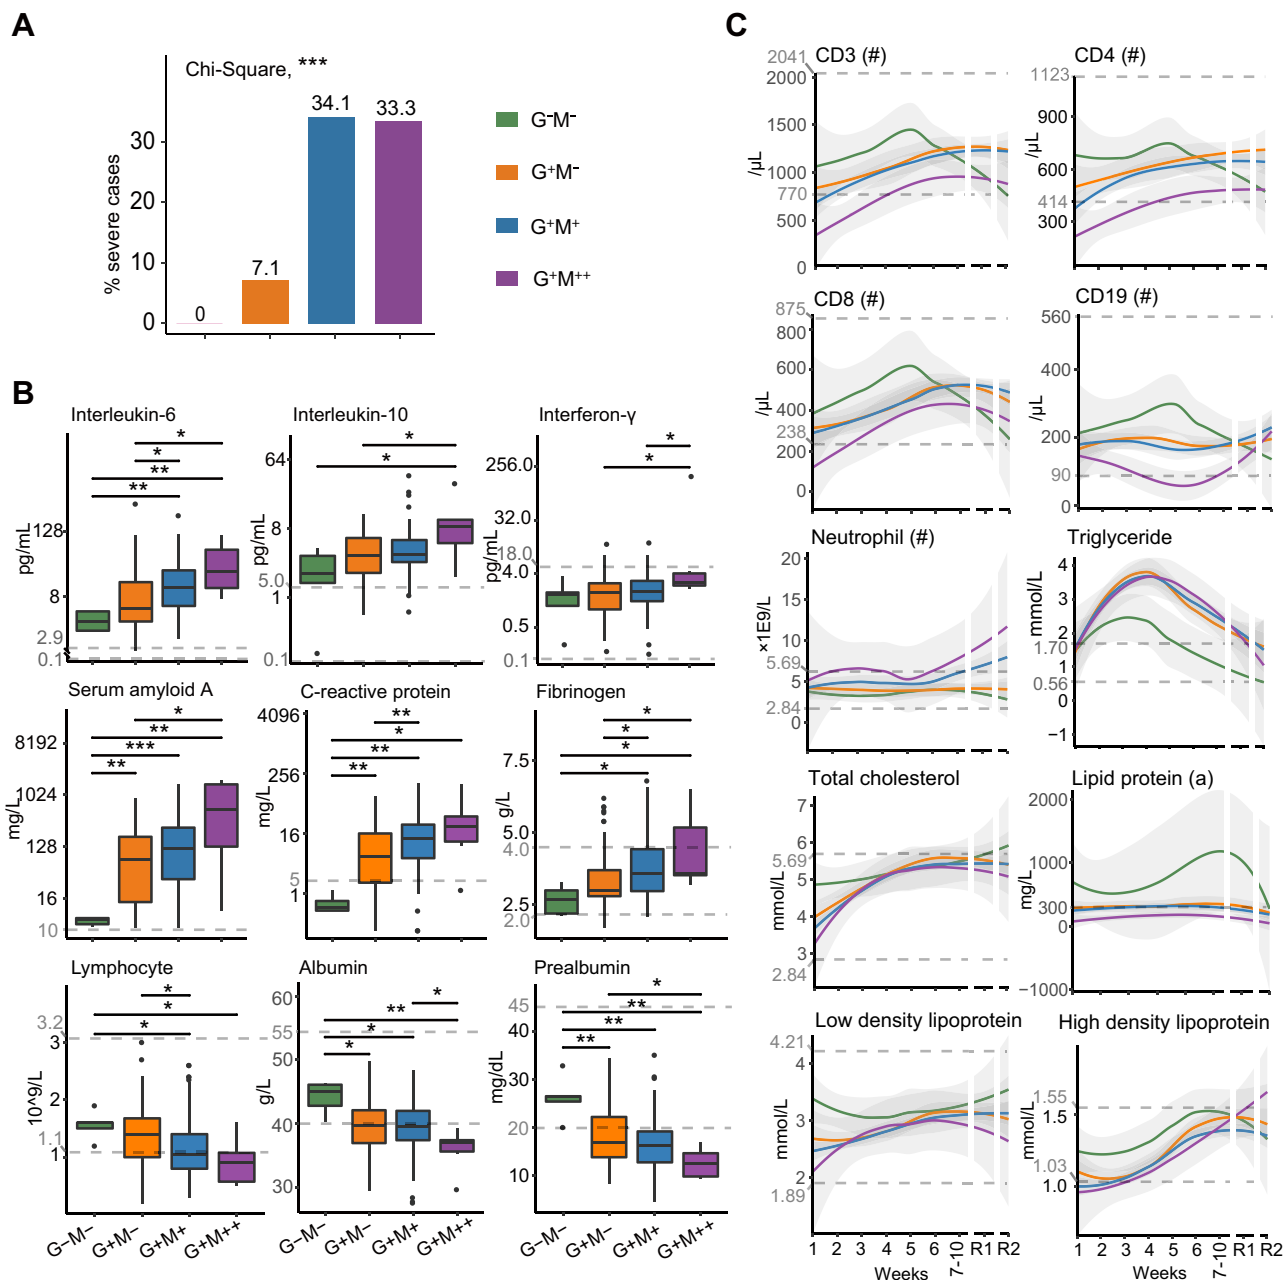 A
Chi-Square, ***
% severe cases
30
20
10
0
0
7.1
34.1
33.3
G-M-
G+M-
G+M+
G+M++
B
Interleukin-6
pg/mL
128
8
2.9
0.1
*
*
**
**
Interleukin-10
pg/mL
64
8
5.0
1
0.1
*
*
Interferon-γ
pg/mL
256.0
32.0
18.0
4.0
0.5
0.1
*
*
Serum amyloid A
mg/L
8192
1024
128
16
10
*
**
***
**
C-reactive protein
mg/L
4096
256
16
5
1
**
*
**
**
Fibrinogen
g/L
7.5
5.0
4.0
2.5
2.0
*
*
*
*
Lymphocyte
10^9/L
3.2
3
2
1.1
1
*
*
*
Albumin
g/L
60
55
50
40
30
*
**
*
*
Prealbumin
mg/dL
45
40
30
20
10
*
**
**
**
G−M−
G+M−
G+M+
G+M++
G−M−
G+M−
G+M+
G+M++
G−M−
G+M−
G+M+
G+M++
C
CD3 (#)
/μL
2041
2000
1500
1000
770
500
0
CD4 (#)
/μL
1123
900
600
414
300
CD8 (#)
/μL
875
800
600
400
238
200
0
CD19 (#)
/μL
560
400
200
90
0
Neutrophil (#)
×1E9/L
20
15
10
5.69
5
2.84
0
Triglyceride
mmol/L
4
3
2
1.70
1
0.56
0
−1
Total cholesterol
mmol/L
7
6
5.69
5
4
3
2.84
Lipid protein (a)
mg/L
2000
1000
300
0
−1000
Low density lipoprotein
mmol/L
4.21
4
3
2
1.89
High density lipoprotein
mmol/L
1.55
1.5
1.03
1.0
1 2 3 4 5 6 7-10 R1 R2
Weeks
1 2 3 4 5 6 7-10 R1 R2
Weeks